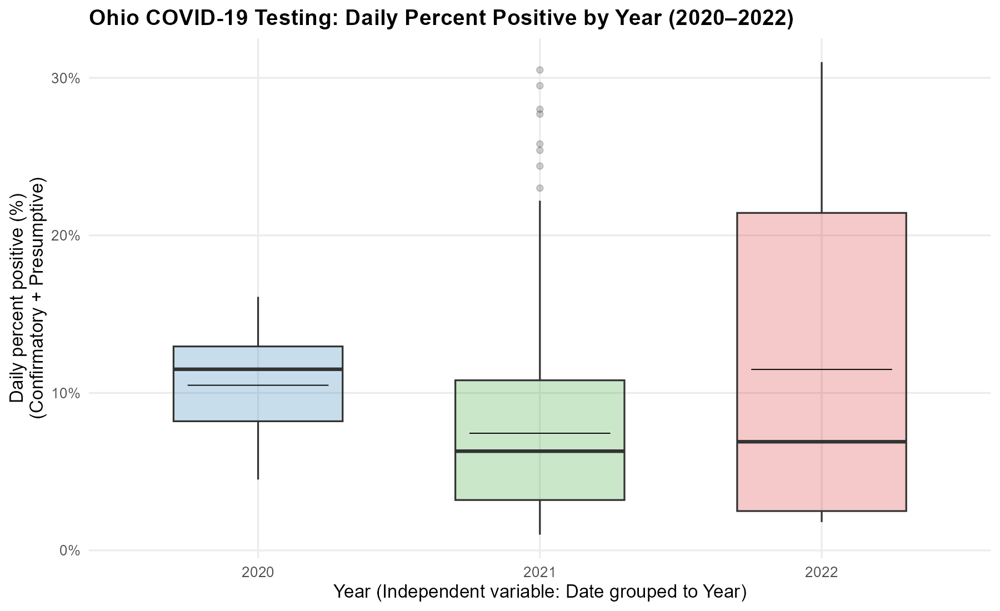 Ohio COVID-19 Testing: Daily Percent Positive by Year (2020–2022)
Daily percent positive (%)
(Confirmatory + Presumptive)
30%
20%
10%
0%
2020
2021
2022
Year (Independent variable: Date grouped to Year)